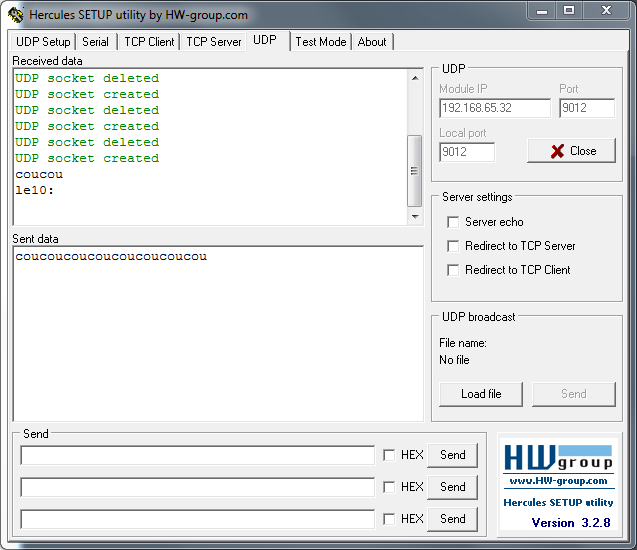 Hercules SETUP utility by HW-group.com
UDP Setup Serial TCP Client TCP Server UDP Test Mode About
Received data
UDP socket deleted
UDP socket created
UDP socket deleted
UDP socket created
UDP socket deleted
UDP socket created
coucou
le10:
Sent data
coucoucoucoucoucoucoucou
UDP
Module IP Port
192.168.65.32 9012
Local port
9012 Close
Server settings
Server echo
Redirect to TCP Server
Redirect to TCP Client
UDP broadcast
File name:
No file
Load file Send
Send
HEX Send
HEX Send
HEX Send
HW group
www.HW-group.com
Hercules SETUP utility
Version 3.2.8